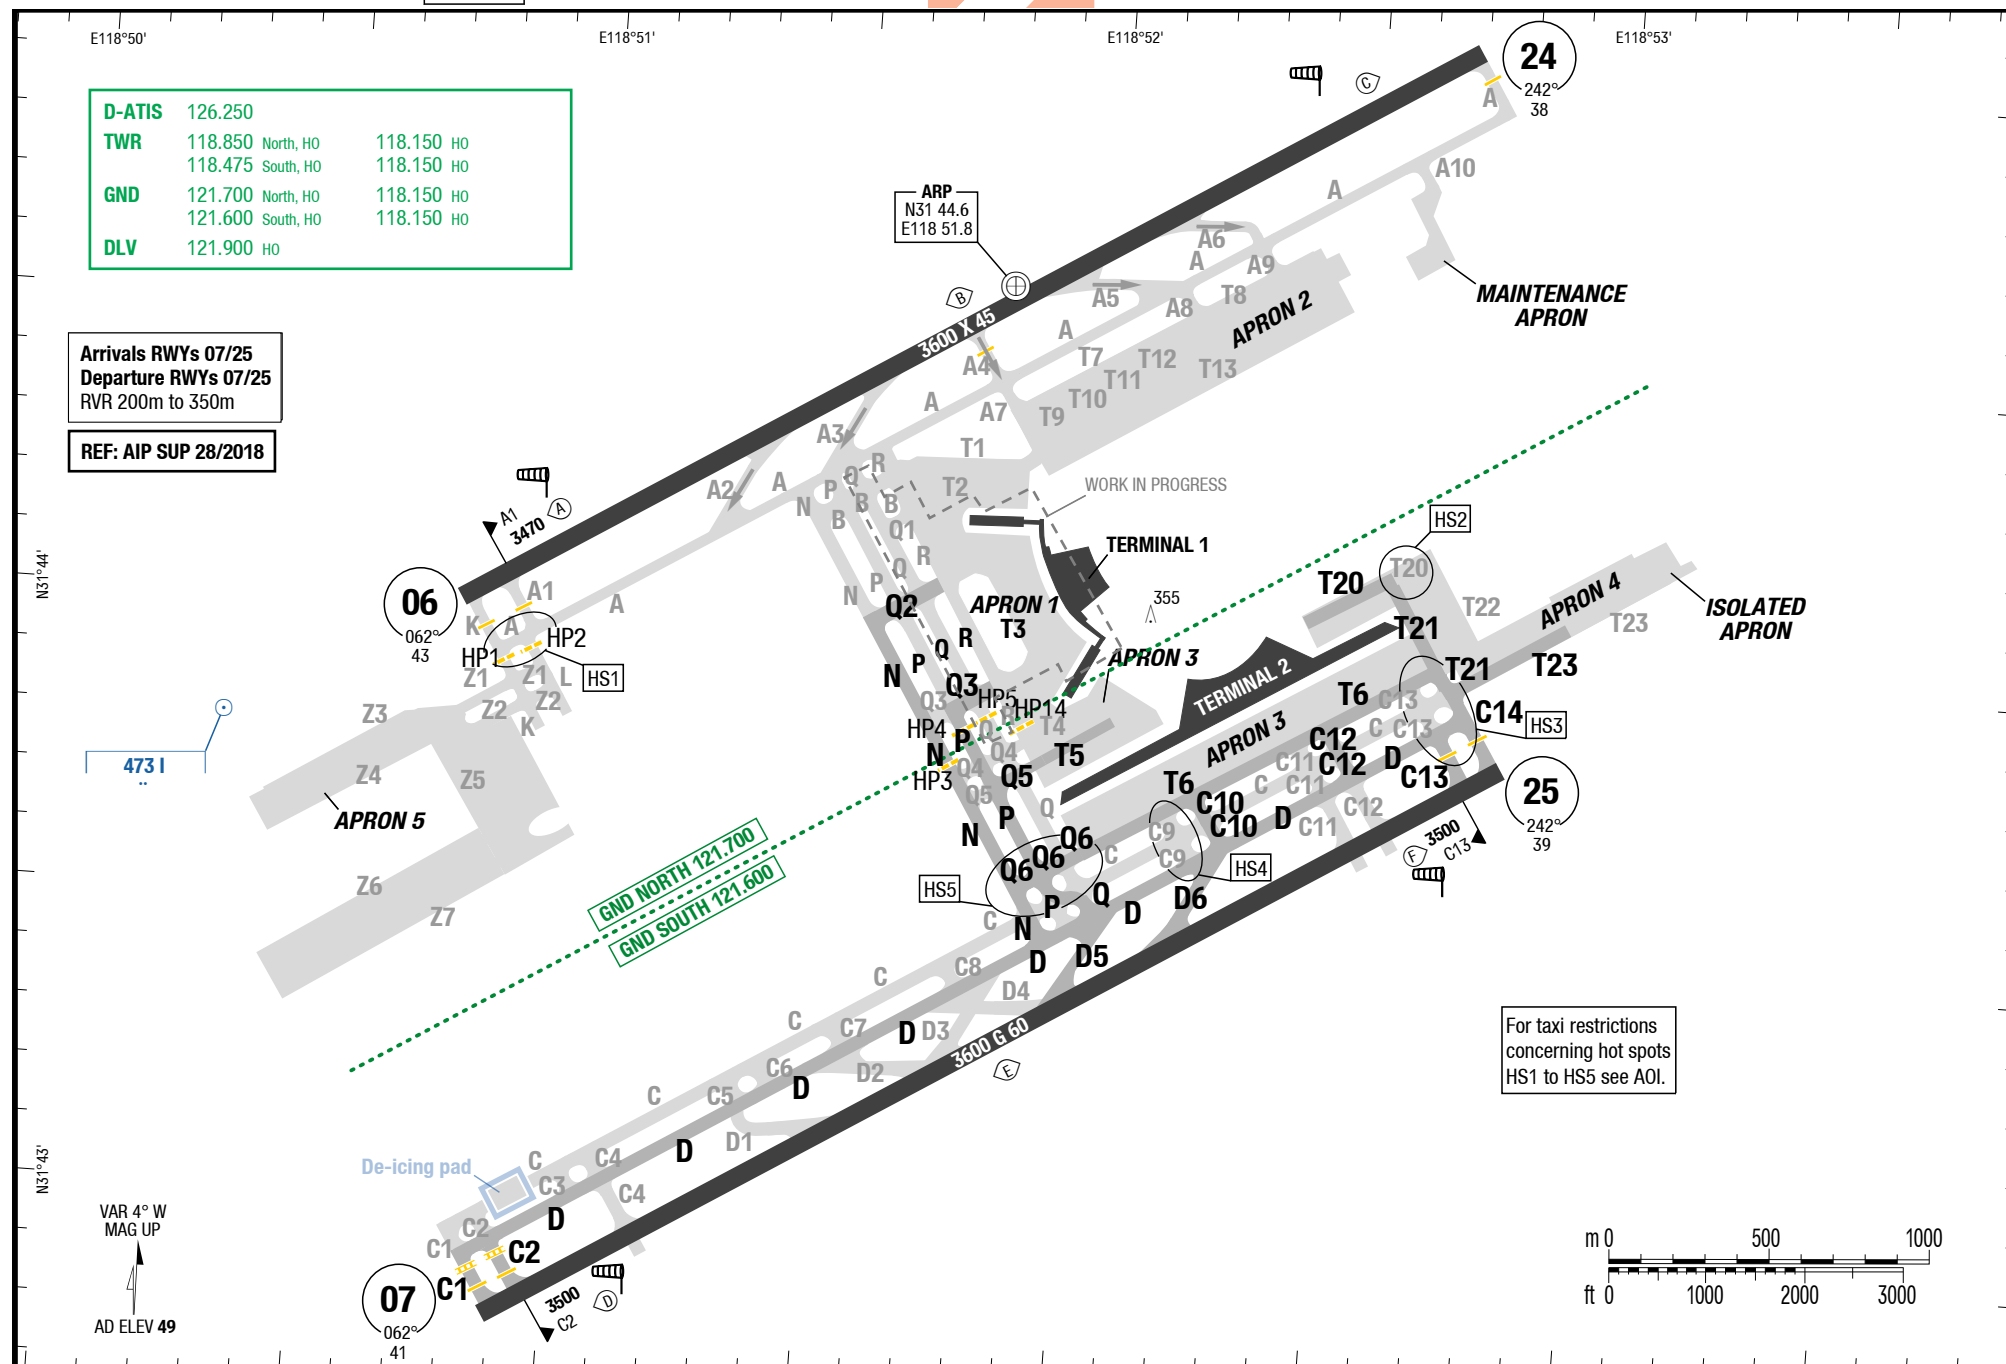 E118°50'
E118°51'
E118°52'
E118°53'
24
242°
38
D-ATIS 126.250
TWR 118.850 North, HO 118.150 HO
118.475 South, HO 118.150 HO
GND 121.700 North, HO 118.150 HO
121.600 South, HO 118.150 HO
DLV 121.900 HO
C
A
A10
A
ARP
N31 44.6
E118 51.8
A6
A
A9
MAINTENANCE
APRON
B
A5
A8
T8
APRON 2
3600 X 45
A
A4
T7
T12
T13
T11
T10
T9
Arrivals RWYs 07/25
Departure RWYs 07/25
RVR 200m to 350m
REF: AIP SUP 28/2018
A
A7
A3
T1
R
Q
P
A
A2
N
B
B
B
T2
WORK IN PROGRESS
Q1
A1
3470
A
HS2
TERMINAL 1
R
Q
P
N
Q2
N31°44'
06
062°
43
A1
A
K
A
HP2
HP1
Z1
Z1
L
HS1
Z2
Z2
K
Z3
APRON 1
T3
355
T20
T20
T22
APRON 4
T23
ISOLATED
APRON
T21
R
Q
P
N
Q3
Q3
APRON 3
T21
T23
TERMINAL 2
T6
C13
C14
HS3
HP5
R
HP14
Q
T4
HP4
P
N
Q4
Q4
HP3
Q5
Q5
T5
APRON 3
C
C13
C12
C12
D
C13
C11
C11
C
T6
C10
C10
D
C12
C11
25
242°
39
3500
C13
F
473 I
Z4
Z5
APRON 5
Z6
Z7
GND NORTH 121.700
GND SOUTH 121.600
Q
P
N
Q6
Q6
Q6
C
C9
C9
HS4
HS5
Q
P
N
C
D
D6
D
D5
C8
D4
C
C7
D
D3
C
3600 G 60
E
D2
C6
D
C5
C
D1
D
For taxi restrictions
concerning hot spots
HS1 to HS5 see AOI.
De-icing pad
C
C4
C3
C4
D
C2
C1
C2
C1
N31°43'
VAR 4° W
MAG UP
AD ELEV 49
07
062°
41
3500
C2
D
m 0 500 1000
ft 0 1000 2000 3000